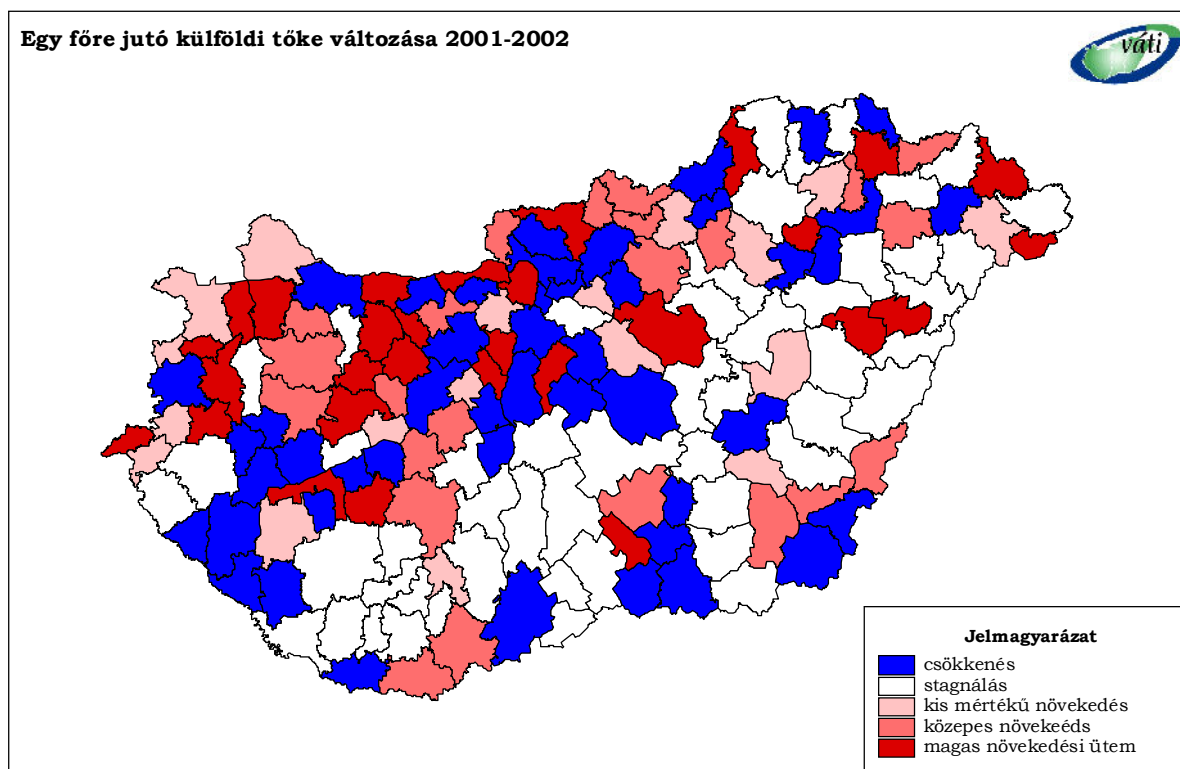 Egy főre jutó külföldi tőke változása 2001-2002
váti
Jelmagyarázat
csökkenés
stagnálás
kis mértékű növekedés
közepes növekeéds
magas növekedési ütem